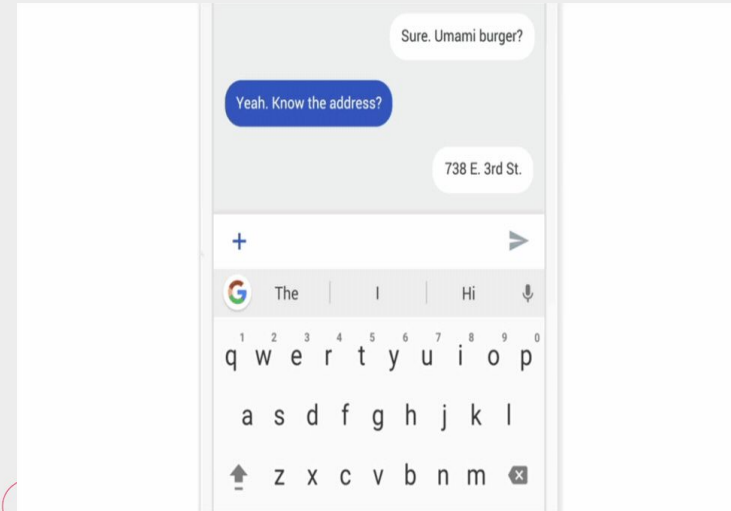 Sure. Umami burger?
Yeah. Know the address?
738 E. 3rd St.
+
G The I Hi
1 2 3 4 5 6 7 8 9 0
q w e r t y u i o p
a s d f g h j k l
z x c v b n m